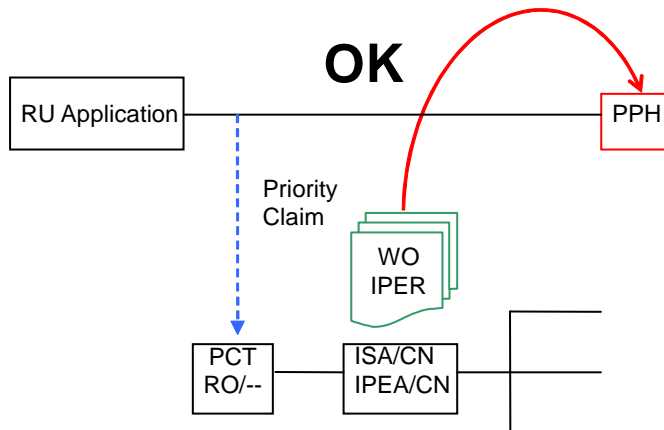 OK
RU Application
PPH
Priority
Claim
WO
IPER
PCT
RO/--
ISA/CN
IPEA/CN